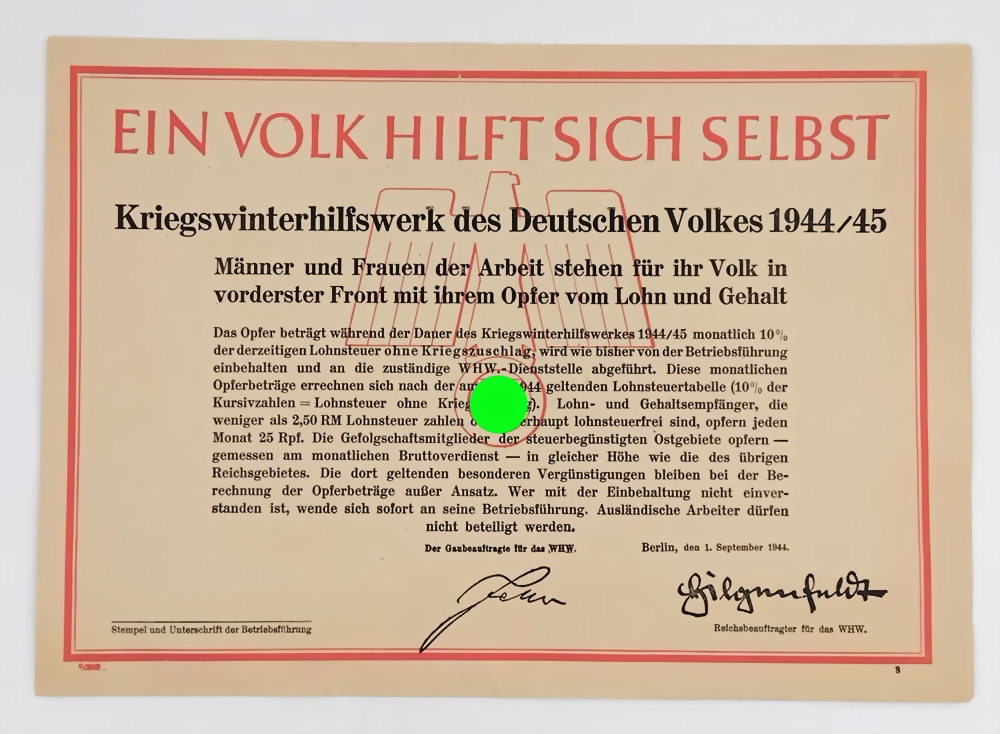 EIN VOLK HILFT SICH SELBST
Kriegswinterhilfswerk des Deutschen Volkes 1944/45
Männer und Frauen der Arbeit stehen für ihr Volk in
vorderster Front mit ihrem Opfer vom Lohn und Gehalt
Das Opfer beträgt während der Dauer des Kriegswinterhilfswerkes 1944/45 monatlich 10%
der derzeitigen Lohnsteuer ohne Kriegszuschlag, wird wie bisher von der Betriebsführung
einbehalten und an die zuständige WHW.-Dienststelle abgeführt. Diese monatlichen
Opferbeträge errechnen sich nach der am 944 geltenden Lohnsteuertabelle (10% der
Kursivzahlen = Lohnsteuer ohne Krieg g). Lohn- und Gehaltsempfänger, die
weniger als 2,50 RM Lohnsteuer zahlen o erhaupt lohnsteuerfrei sind, opfern jeden
Monat 25 Rpf. Die Gefolgschaftsmitglieder der steuerbegünstigten Ostgebiete opfern —
gemessen am monatlichen Bruttoverdienst — in gleicher Höhe wie die des übrigen
Reichsgebietes. Die dort geltenden besonderen Vergünstigungen bleiben bei der Be-
rechnung der Opferbeträge außer Ansatz. Wer mit der Einbehaltung nicht einver-
standen ist, wende sich sofort an seine Betriebsführung. Ausländische Arbeiter dürfen
nicht beteiligt werden.
Der Gaubeauftragte für das WHW.
Berlin, den 1. September 1944.
Hilgenfeldt
Stempel und Unterschrift der Betriebsführung
Reichsbeauftragter für das WHW.
3